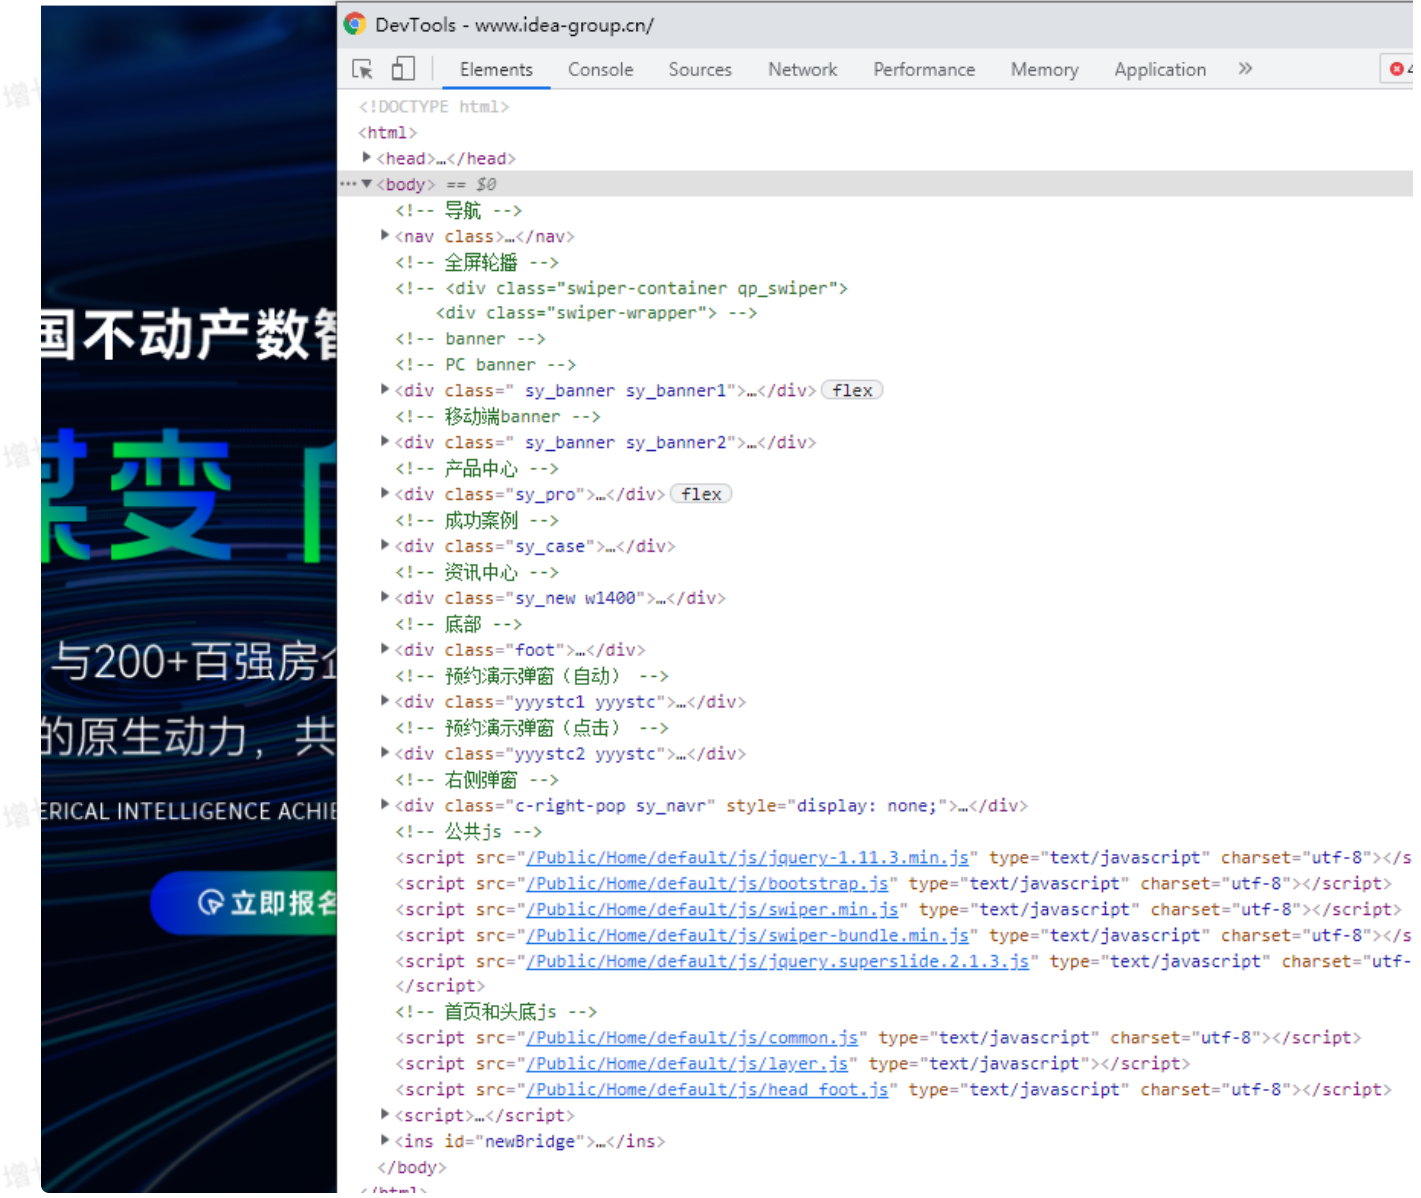 DevTools - www.idea-group.cn/
Elements Console Sources Network Performance Memory Application »
<!DOCTYPE html>
<html>
<head>…</head>
<body> == $0
<!-- 导航 -->
<nav class>…</nav>
<!-- 全屏轮播 -->
<!-- <div class="swiper-container qp_swiper">
<div class="swiper-wrapper"> -->
<!-- banner -->
<!-- PC banner -->
<div class=" sy_banner sy_banner1">…</div> flex
<!-- 移动端banner -->
<div class=" sy_banner sy_banner2">…</div>
<!-- 产品中心 -->
<div class="sy_pro">…</div> flex
<!-- 成功案例 -->
<div class="sy_case">…</div>
<!-- 资讯中心 -->
<div class="sy_new w1400">…</div>
<!-- 底部 -->
<div class="foot">…</div>
<!-- 预约演示弹窗（自动） -->
<div class="yyystc1 yyystc">…</div>
<!-- 预约演示弹窗（点击） -->
<div class="yyystc2 yyystc">…</div>
<!-- 右侧弹窗 -->
<div class="c-right-pop sy_navr" style="display: none;">…</div>
<!-- 公共js -->
<script src="/Public/Home/default/js/jquery-1.11.3.min.js" type="text/javascript" charset="utf-8"></s
<script src="/Public/Home/default/js/bootstrap.js" type="text/javascript" charset="utf-8"></script>
<script src="/Public/Home/default/js/swiper.min.js" type="text/javascript" charset="utf-8"></script>
<script src="/Public/Home/default/js/swiper-bundle.min.js" type="text/javascript" charset="utf-8"></s
<script src="/Public/Home/default/js/jquery.superslide.2.1.3.js" type="text/javascript" charset="utf-
</script>
<!-- 首页和头底js -->
<script src="/Public/Home/default/js/common.js" type="text/javascript" charset="utf-8"></script>
<script src="/Public/Home/default/js/layer.js" type="text/javascript"></script>
<script src="/Public/Home/default/js/head_foot.js" type="text/javascript" charset="utf-8"></script>
<script>…</script>
<ins id="newBridge">…</ins>
</body>
</html>
国不动产数智
谋变
与200+百强房企
的原生动力，共
ERICAL INTELLIGENCE ACHIE
立即报名